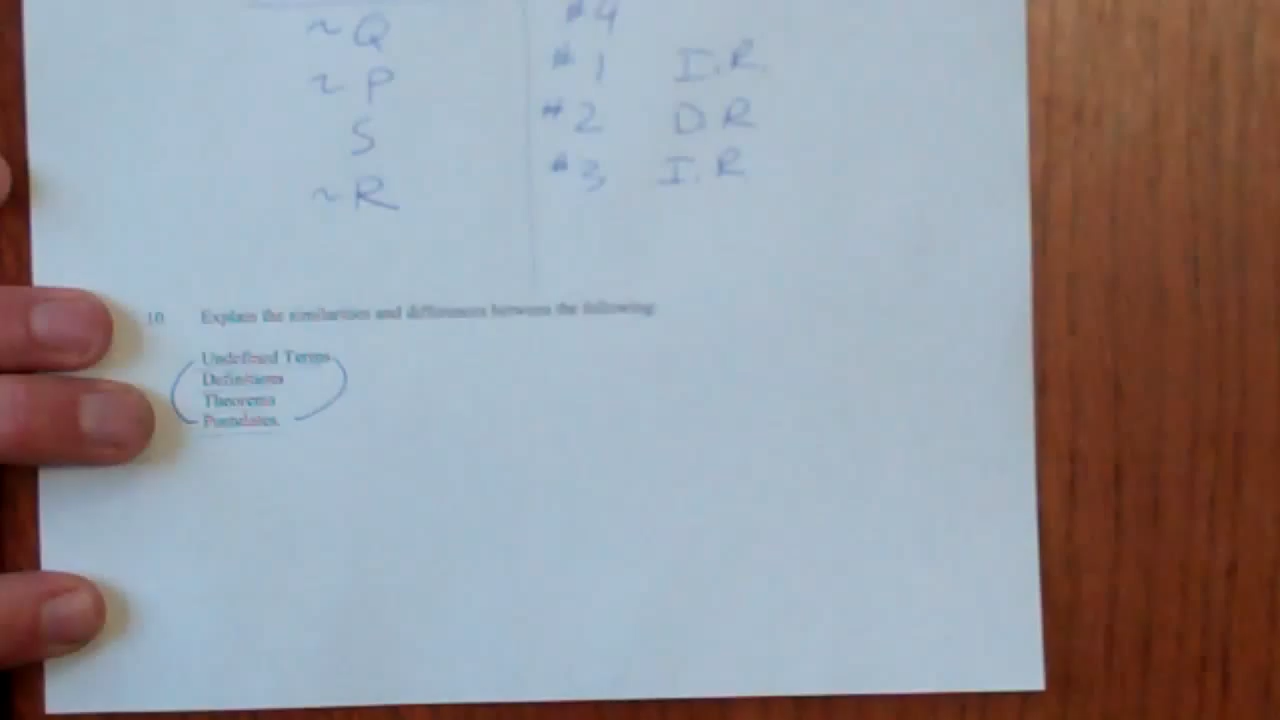 ~ Q #4
~ P #1 I.R.
S #2 D.R
~ R #3 I.R.
10 Explain the similarities and differences between the following:
Undefined Terms
Definitions
Theorems
Postulates